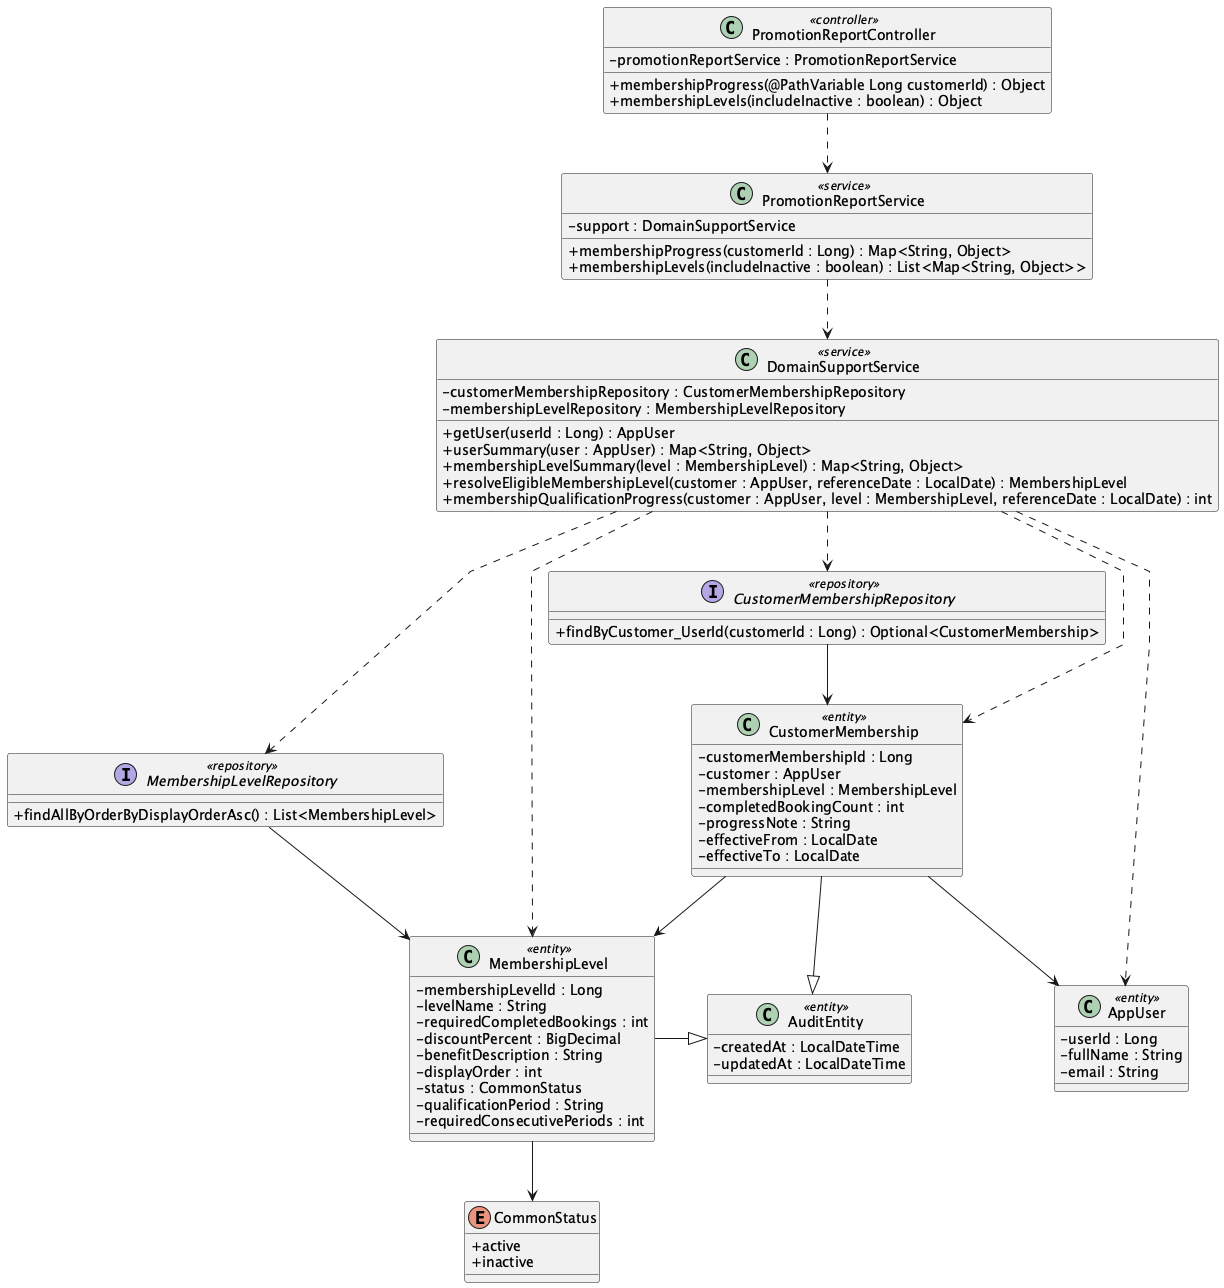 «controller»
C PromotionReportController
-promotionReportService : PromotionReportService
+membershipProgress(@PathVariable Long customerId) : Object
+membershipLevels(includeInactive : boolean) : Object
«service»
C PromotionReportService
-support : DomainSupportService
+membershipProgress(customerId : Long) : Map<String, Object>
+membershipLevels(includeInactive : boolean) : List<Map<String, Object>>
«service»
C DomainSupportService
-customerMembershipRepository : CustomerMembershipRepository
-membershipLevelRepository : MembershipLevelRepository
+getUser(userId : Long) : AppUser
+userSummary(user : AppUser) : Map<String, Object>
+membershipLevelSummary(level : MembershipLevel) : Map<String, Object>
+resolveEligibleMembershipLevel(customer : AppUser, referenceDate : LocalDate) : MembershipLevel
+membershipQualificationProgress(customer : AppUser, level : MembershipLevel, referenceDate : LocalDate) : int
«repository»
I CustomerMembershipRepository
+findByCustomer_UserId(customerId : Long) : Optional<CustomerMembership>
«entity»
C CustomerMembership
-customerMembershipId : Long
-customer : AppUser
-membershipLevel : MembershipLevel
-completedBookingCount : int
-progressNote : String
-effectiveFrom : LocalDate
-effectiveTo : LocalDate
«repository»
I MembershipLevelRepository
+findAllByOrderByDisplayOrderAsc() : List<MembershipLevel>
«entity»
C MembershipLevel
-membershipLevelId : Long
-levelName : String
-requiredCompletedBookings : int
-discountPercent : BigDecimal
-benefitDescription : String
-displayOrder : int
-status : CommonStatus
-qualificationPeriod : String
-requiredConsecutivePeriods : int
«entity»
C AuditEntity
-createdAt : LocalDateTime
-updatedAt : LocalDateTime
«entity»
C AppUser
-userId : Long
-fullName : String
-email : String
E CommonStatus
+active
+inactive